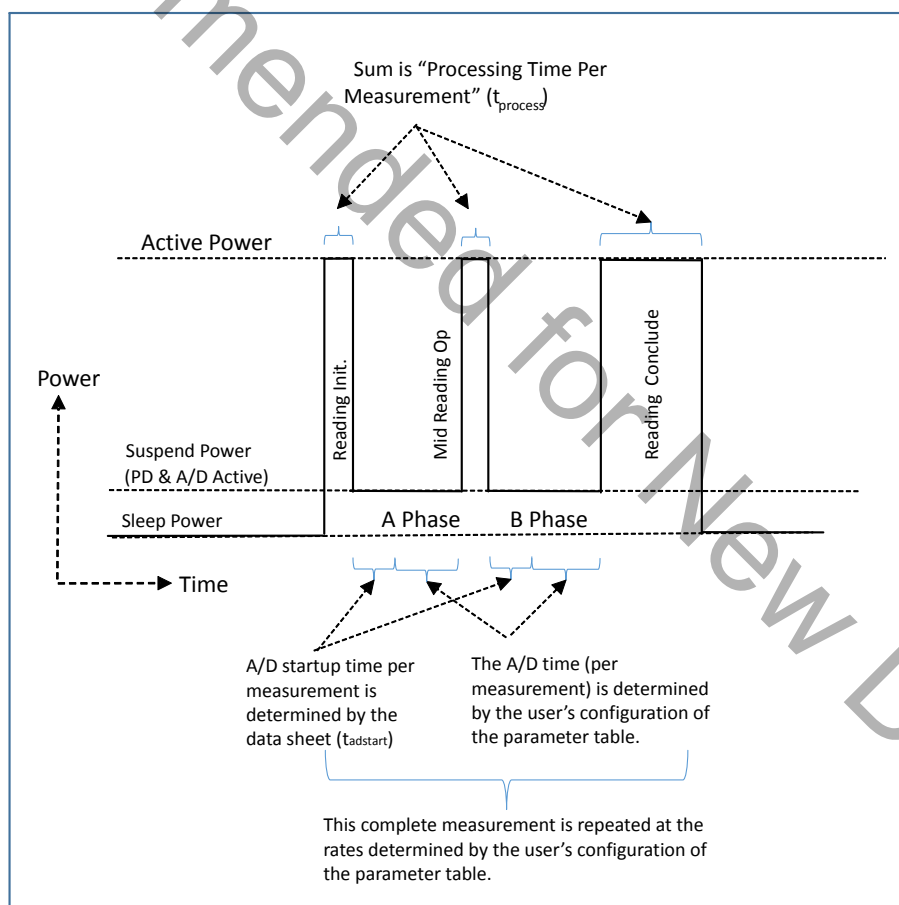 Sum is “Processing Time Per
Measurement” (tprocess)
Active Power
Reading Init.
Mid Reading Op
Reading Conclude
Power
Suspend Power
(PD & A/D Active)
Sleep Power
A Phase
B Phase
Time
A/D startup time per
measurement is
determined by the
data sheet (tadstart)
The A/D time (per
measurement) is determined
by the user’s configuration of
the parameter table.
This complete measurement is repeated at the
rates determined by the user’s configuration of
the parameter table.
mended for New D